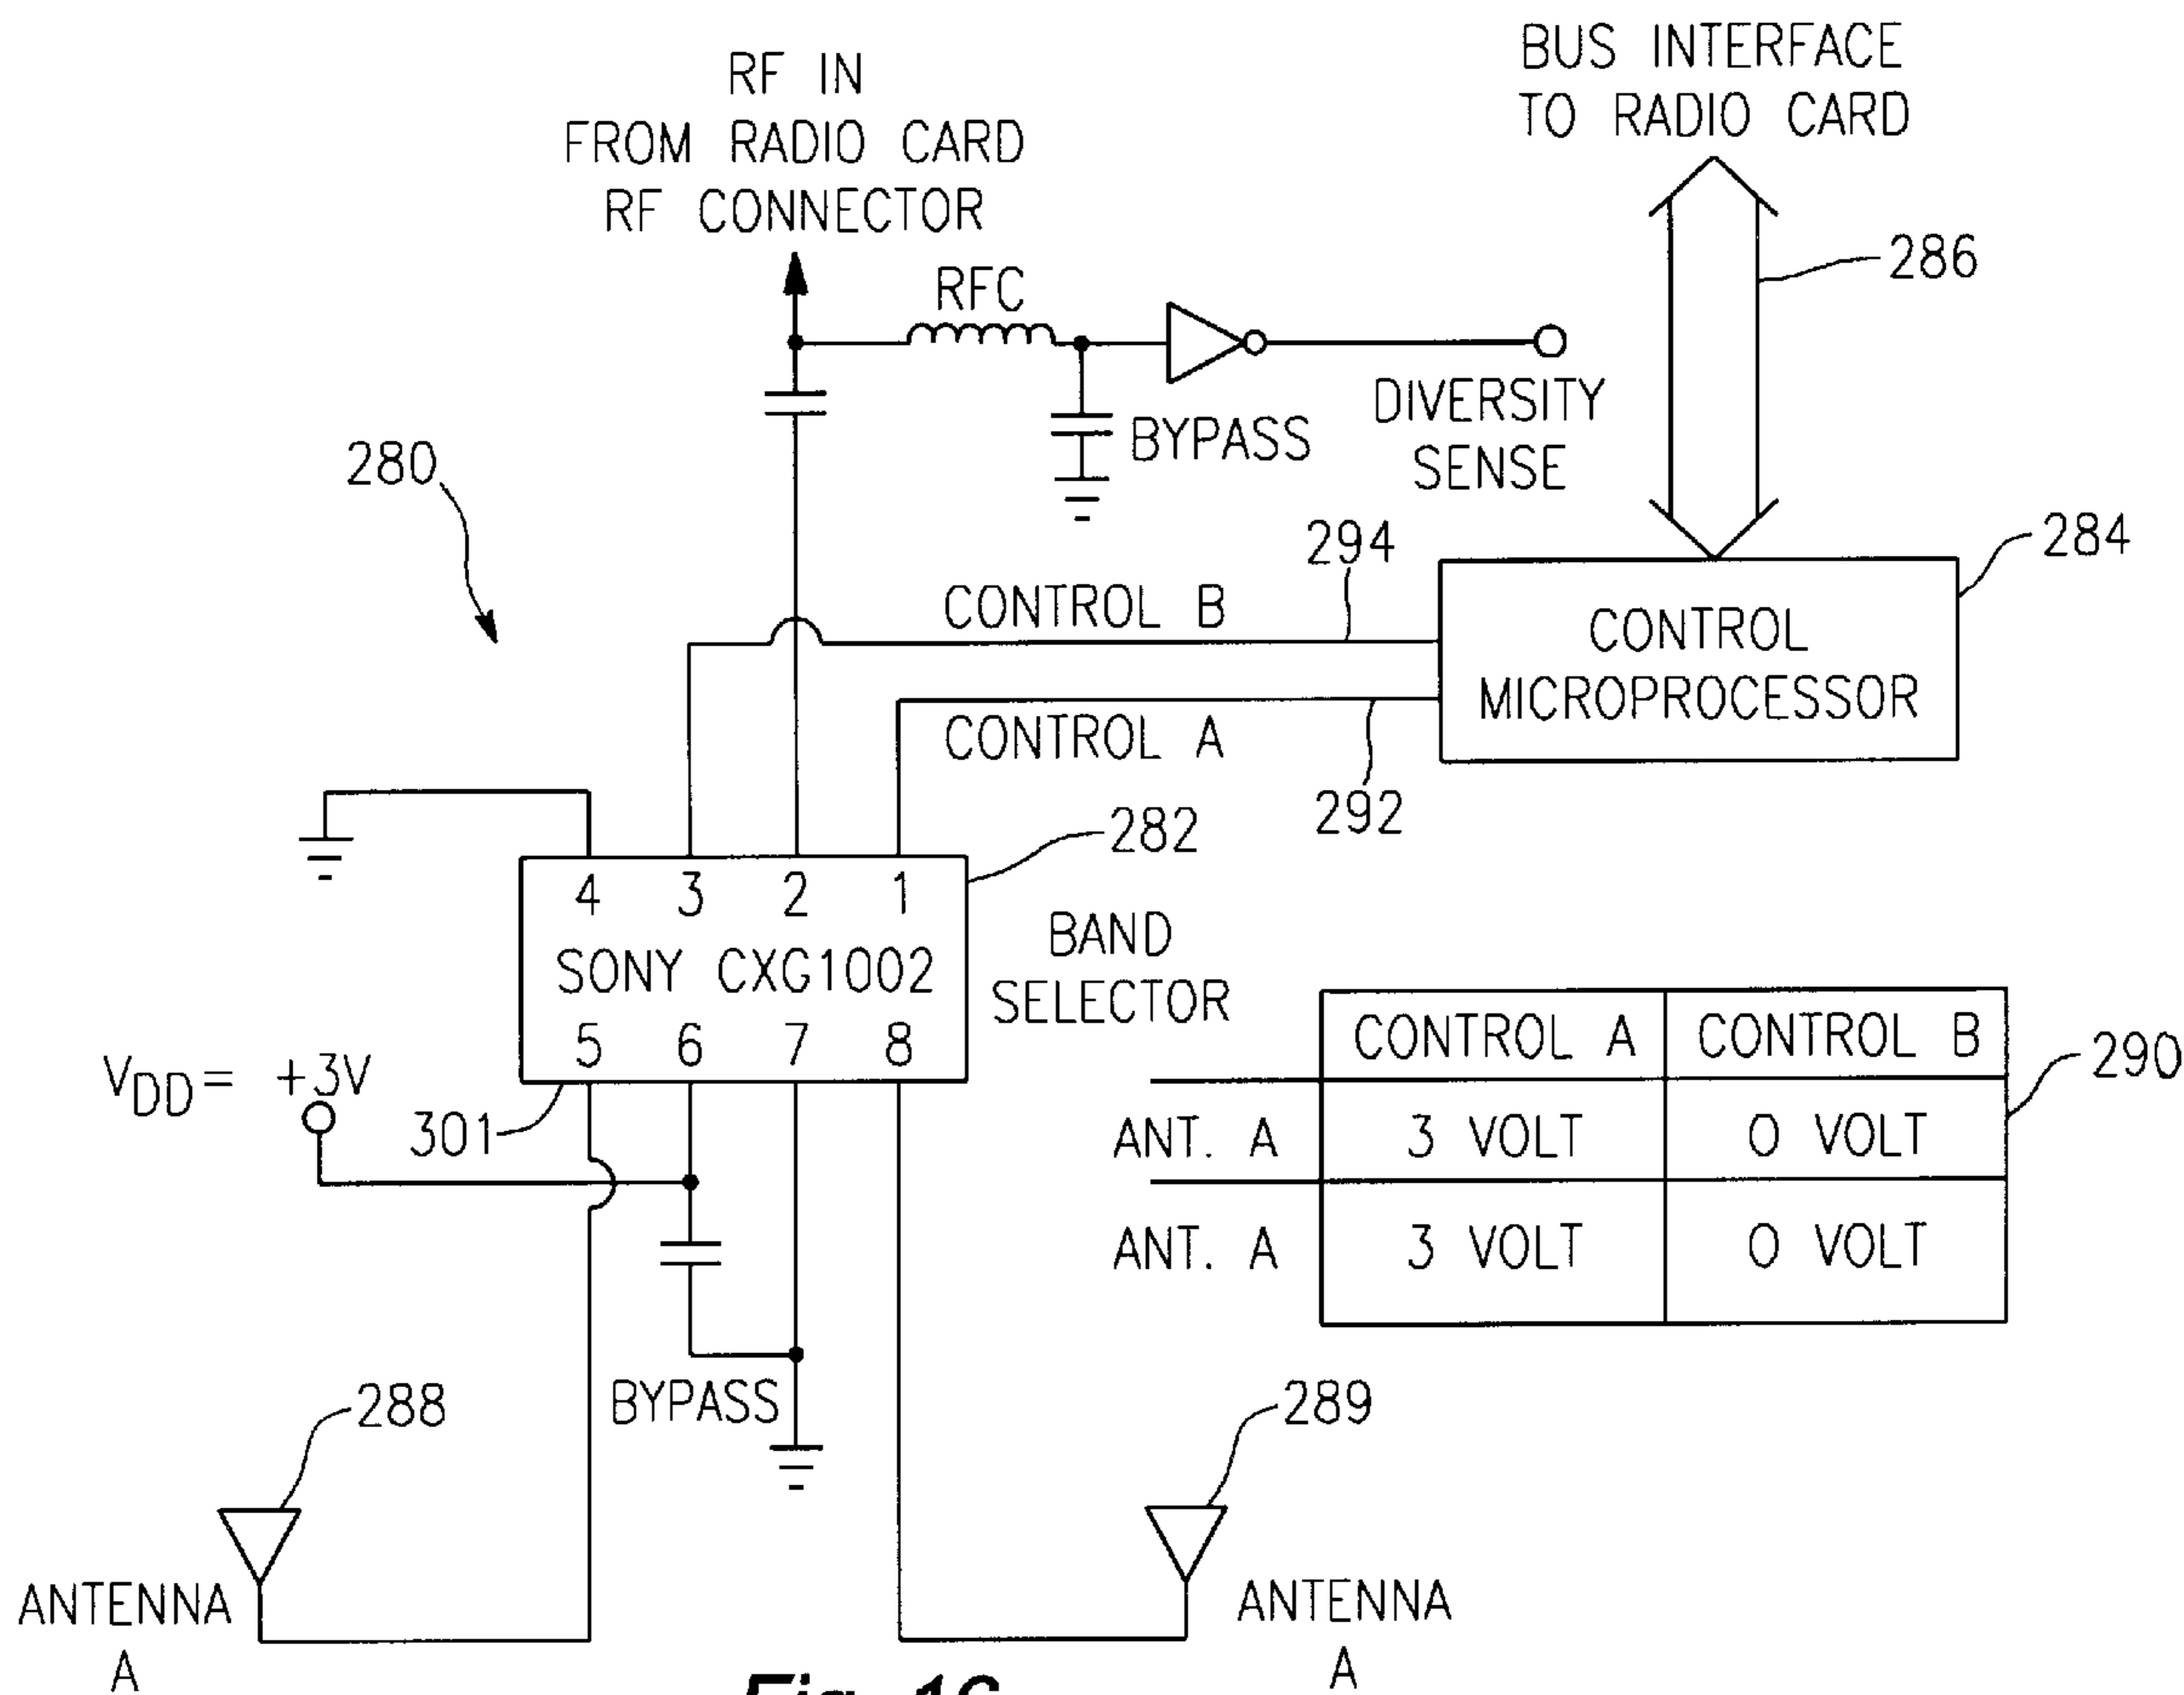 RF IN
FROM RADIO CARD
RF CONNECTOR
BUS INTERFACE
TO RADIO CARD
286
RFC
DIVERSITY
SENSE
BYPASS
280
294
284
CONTROL B
CONTROL
MICROPROCESSOR
CONTROL A
292
282
4 3 2 1
SONY CXG1002
5 6 7 8
BAND
SELECTOR
VDD= +3V
301
CONTROL A CONTROL B
290
ANT. A 3 VOLT 0 VOLT
ANT. A 3 VOLT 0 VOLT
BYPASS
288
289
ANTENNA
A
ANTENNA
A
Fig. 16